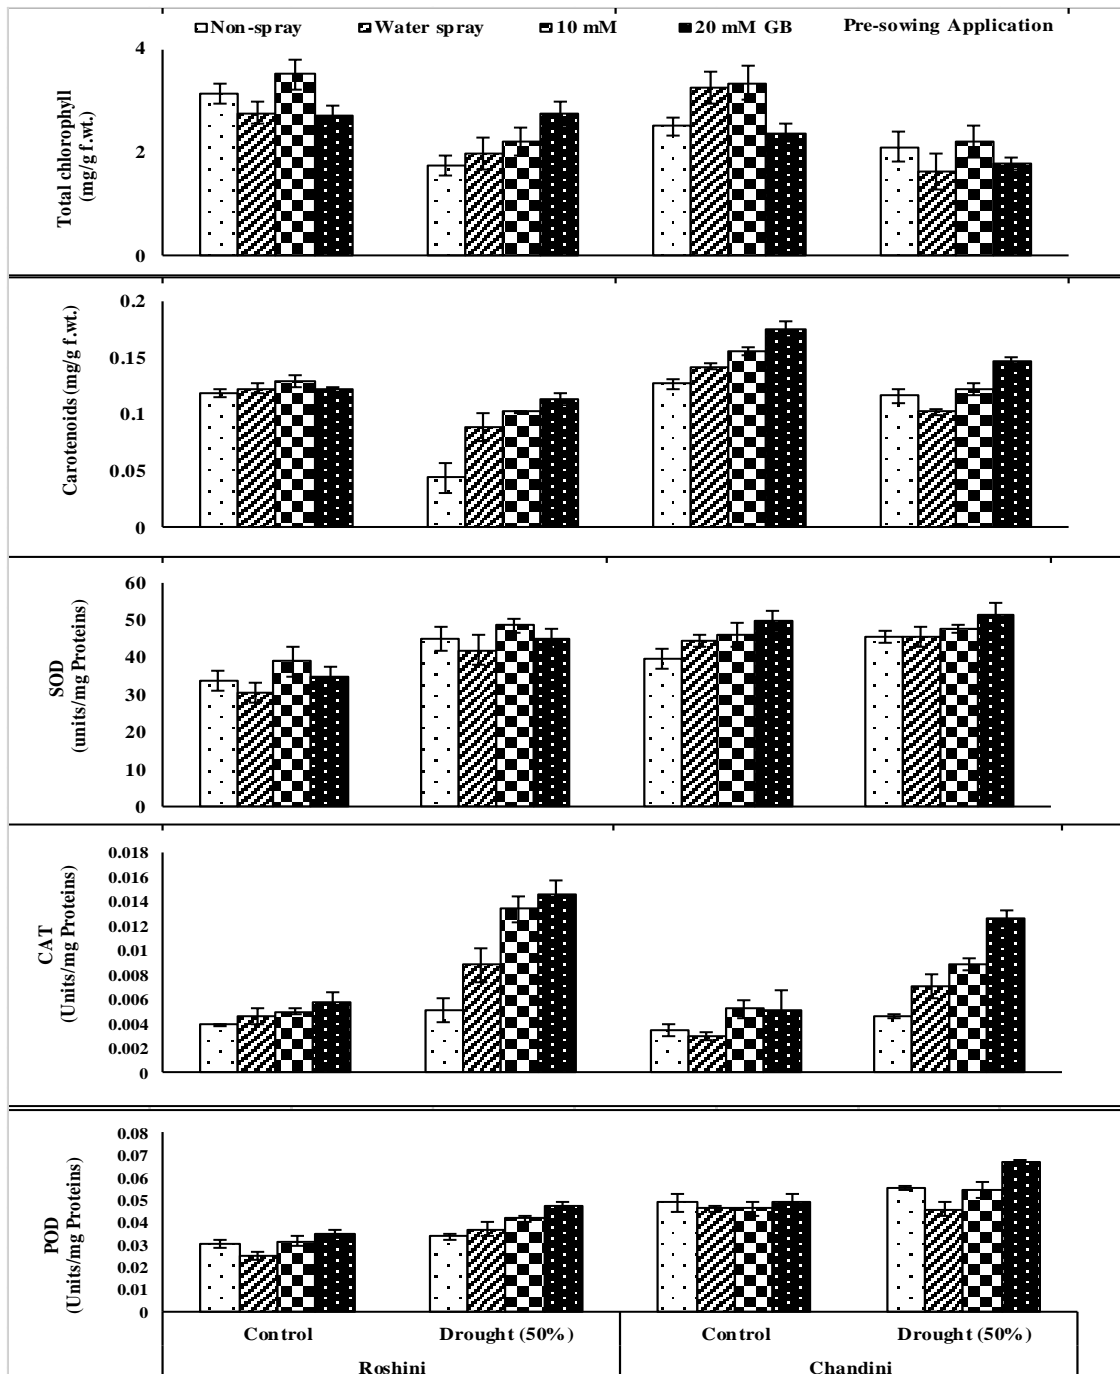 Non-spray Water spray 10 mM 20 mM GB Pre-sowing Application
Total chlorophyll
(mg/g f.wt.)
4
2
0
Carotenoids (mg/g f.wt.)
0.2
0.15
0.1
0.05
0
SOD
(units/mg Proteins)
60
50
40
30
20
10
0
CAT
(Units/mg Proteins)
0.018
0.016
0.014
0.012
0.01
0.008
0.006
0.004
0.002
0
POD
(Units/mg Proteins)
0.08
0.07
0.06
0.05
0.04
0.03
0.02
0.01
0
Control Drought (50%) Control Drought (50%)
Roshini Chandini